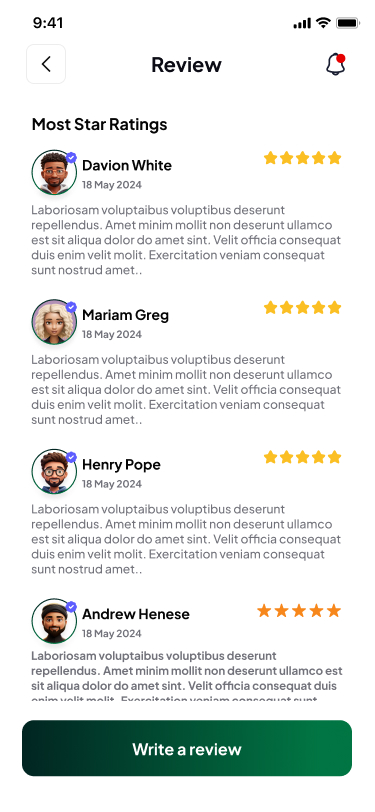 9:41
Review
Most Star Ratings
Davion White
18 May 2024
Laboriosam voluptaibus voluptibus deserunt
repellendus. Amet minim mollit non deserunt ullamco
est sit aliqua dolor do amet sint. Velit officia consequat
duis enim velit molit. Exercitation veniam consequat
sunt nostrud amet..
Mariam Greg
18 May 2024
Laboriosam voluptaibus voluptibus deserunt
repellendus. Amet minim mollit non deserunt ullamco
est sit aliqua dolor do amet sint. Velit officia consequat
duis enim velit molit. Exercitation veniam consequat
sunt nostrud amet..
Henry Pope
18 May 2024
Laboriosam voluptaibus voluptibus deserunt
repellendus. Amet minim mollit non deserunt ullamco
est sit aliqua dolor do amet sint. Velit officia consequat
duis enim velit molit. Exercitation veniam consequat
sunt nostrud amet..
Andrew Henese
18 May 2024
Laboriosam voluptaibus voluptibus deserunt
repellendus. Amet minim mollit non deserunt ullamco est
sit aliqua dolor do amet sint. Velit officia consequat duis
enim velit molit. Exercitation veniam consequat sunt
Write a review